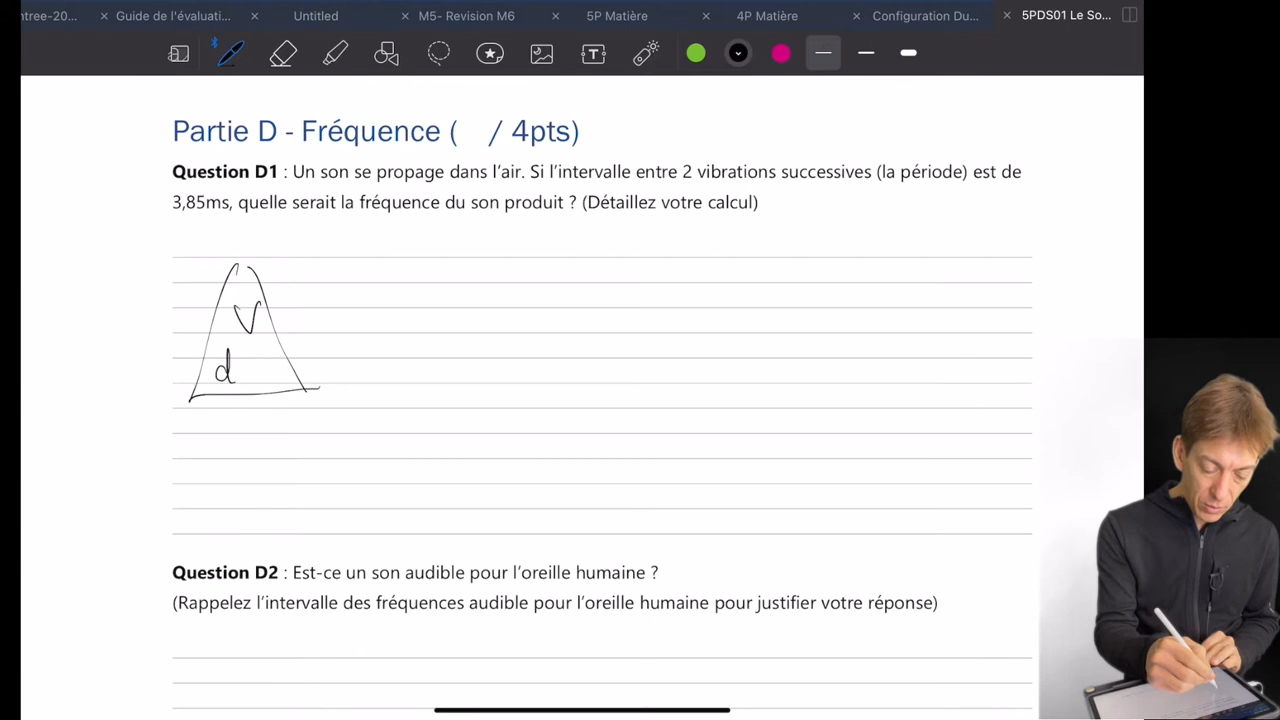 ntree-20...
Guide de l'évaluati...
Untitled
M5- Revision M6
5P Matière
4P Matière
Configuration Du...
5PDS01 Le So...
T
Partie D - Fréquence (    / 4pts)
Question D1 : Un son se propage dans l'air. Si l'intervalle entre 2 vibrations successives (la période) est de
3,85ms, quelle serait la fréquence du son produit ? (Détaillez votre calcul)
V
d
Question D2 : Est-ce un son audible pour l'oreille humaine ?
(Rappelez l'intervalle des fréquences audible pour l'oreille humaine pour justifier votre réponse)